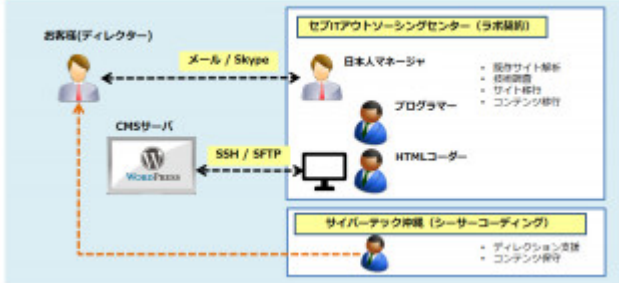 お客様(ディレクター)
メール / Skype
セブITアウトソーシングセンター（ラボ契約）
日本人マネージャ
・ 既存サイト解析
・ 技術調査
・ サイト移行
・ コンテンツ移行
プログラマー
CMSサーバ
WORDPRESS
SSH / SFTP
HTMLコーダー
サイバーテック沖縄（シーサーコーディング）
・ ディレクション支援
・ コンテンツ保守